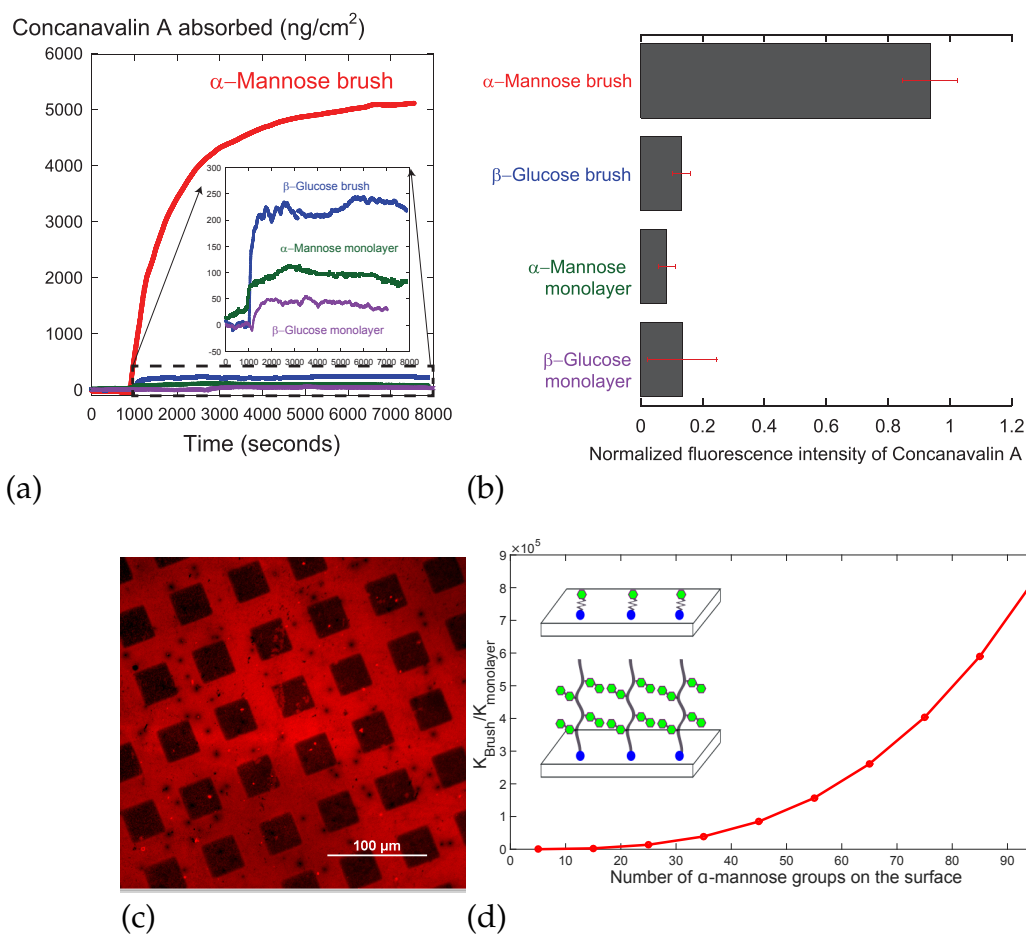 Concanavalin A absorbed (ng/cm²)
6000
5000
4000
3000
2000
1000
0
α–Mannose brush
300
250
200
150
100
50
0
-50
β–Glucose brush
α–Mannose monolayer
β–Glucose monolayer
0 1000 2000 3000 4000 5000 6000 7000 8000
0 1000 2000 3000 4000 5000 6000 7000 8000
Time (seconds)
(a)
α–Mannose brush
β–Glucose brush
α–Mannose
monolayer
β–Glucose
monolayer
0 0.2 0.4 0.6 0.8 1 1.2
Normalized fluorescence intensity of Concanavalin A
(b)
100 µm
(c)
×10⁵
9
8
7
6
5
4
3
2
1
0
K_Brush/K_monolayer
0 10 20 30 40 50 60 70 80 90
Number of α-mannose groups on the surface
(d)